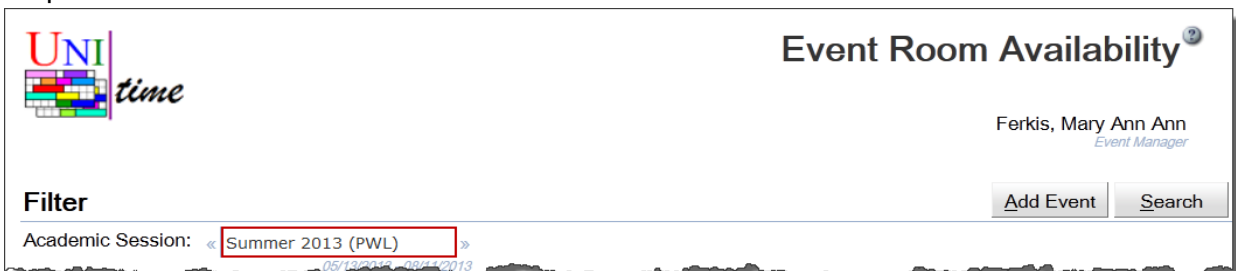 UNI time
Event Room Availability
Ferkis, Mary Ann Ann
Event Manager
Filter
Add Event
Search
Academic Session: « Summer 2013 (PWL) »
05/13/2013 - 08/11/2013